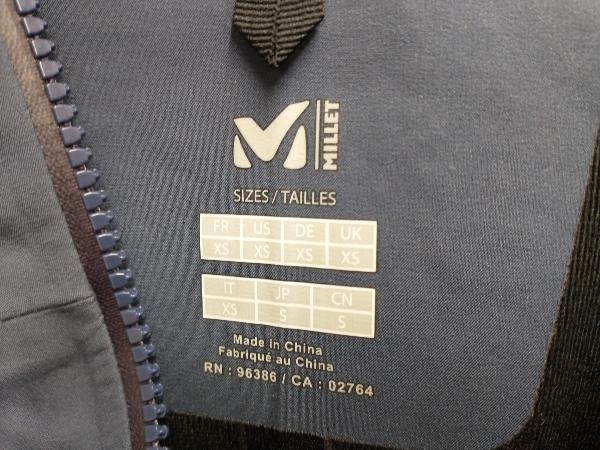 MILLET
SIZES / TAILLES
FR US DE UK
XS XS XS XS
IT JP CN
XS S S
Made in China
Fabriqué au China
RN : 96386 / CA : 02764